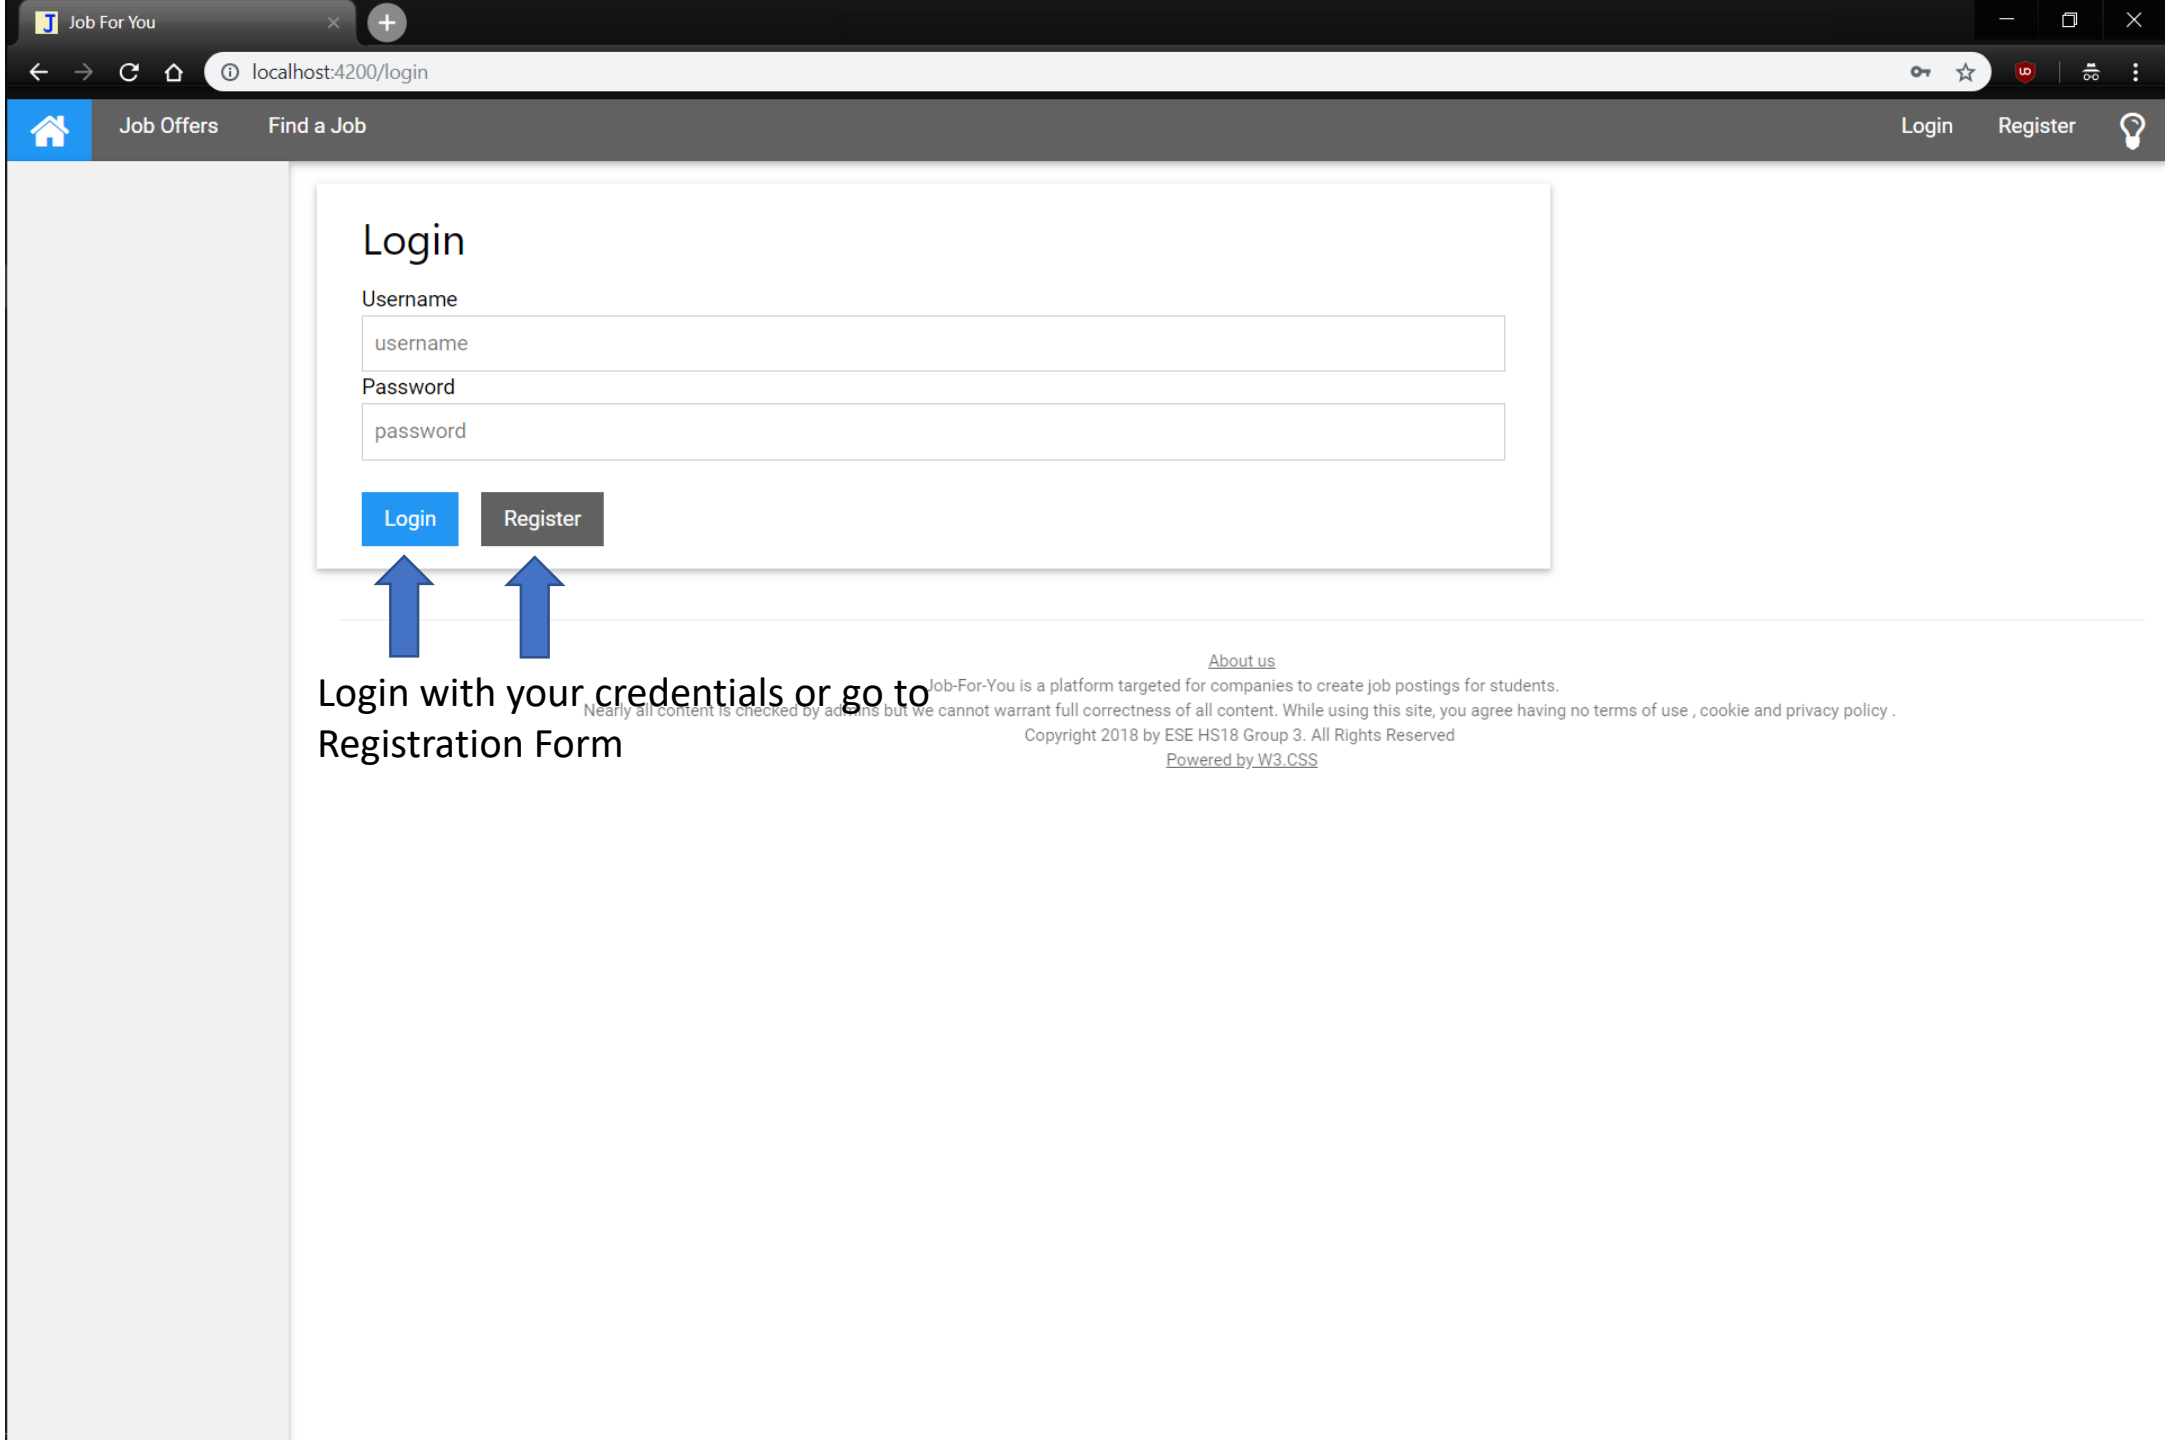 J Job For You
localhost:4200/login
Job Offers Find a Job Login Register
Login
Username
username
Password
password
Login Register
Login with your credentials or go to
Registration Form
About us
Job-For-You is a platform targeted for companies to create job postings for students.
Nearly all content is checked by admins but we cannot warrant full correctness of all content. While using this site, you agree having no terms of use , cookie and privacy policy .
Copyright 2018 by ESE HS18 Group 3. All Rights Reserved
Powered by W3.CSS